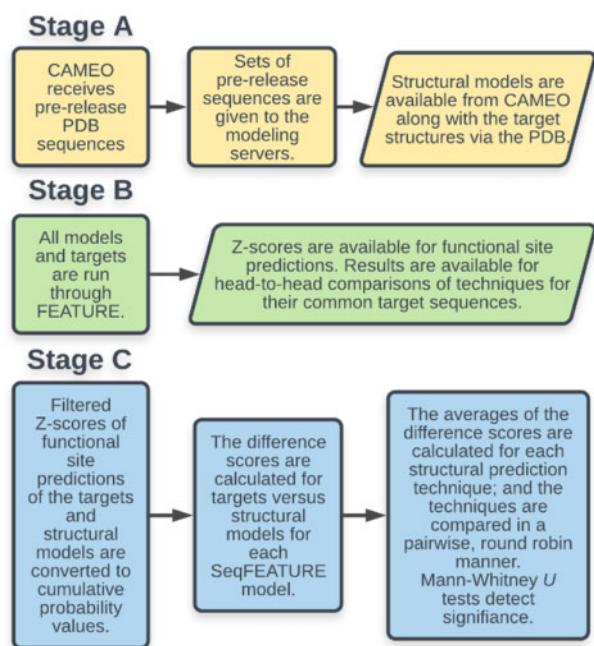 Stage A
CAMEO
receives
pre-release
PDB
sequences
Sets of
pre-release
sequences are
given to the
modeling
servers.
Structural models are
available from CAMEO
along with the target
structures via the PDB.
Stage B
All models
and targets
are run
through
FEATURE.
Z-scores are available for functional site
predictions. Results are available for
head-to-head comparisons of techniques for
their common target sequences.
Stage C
Filtered
Z-scores of
functional site
predictions
of the targets
and
structural
models are
converted to
cumulative
probability
values.
The difference
scores are
calculated for
targets versus
structural
models for
each
SeqFEATURE
model.
The averages of the
difference scores are
calculated for each
structural prediction
technique; and the
techniques are
compared in a
pairwise, round robin
manner.
Mann-Whitney U
tests detect
signifiance.